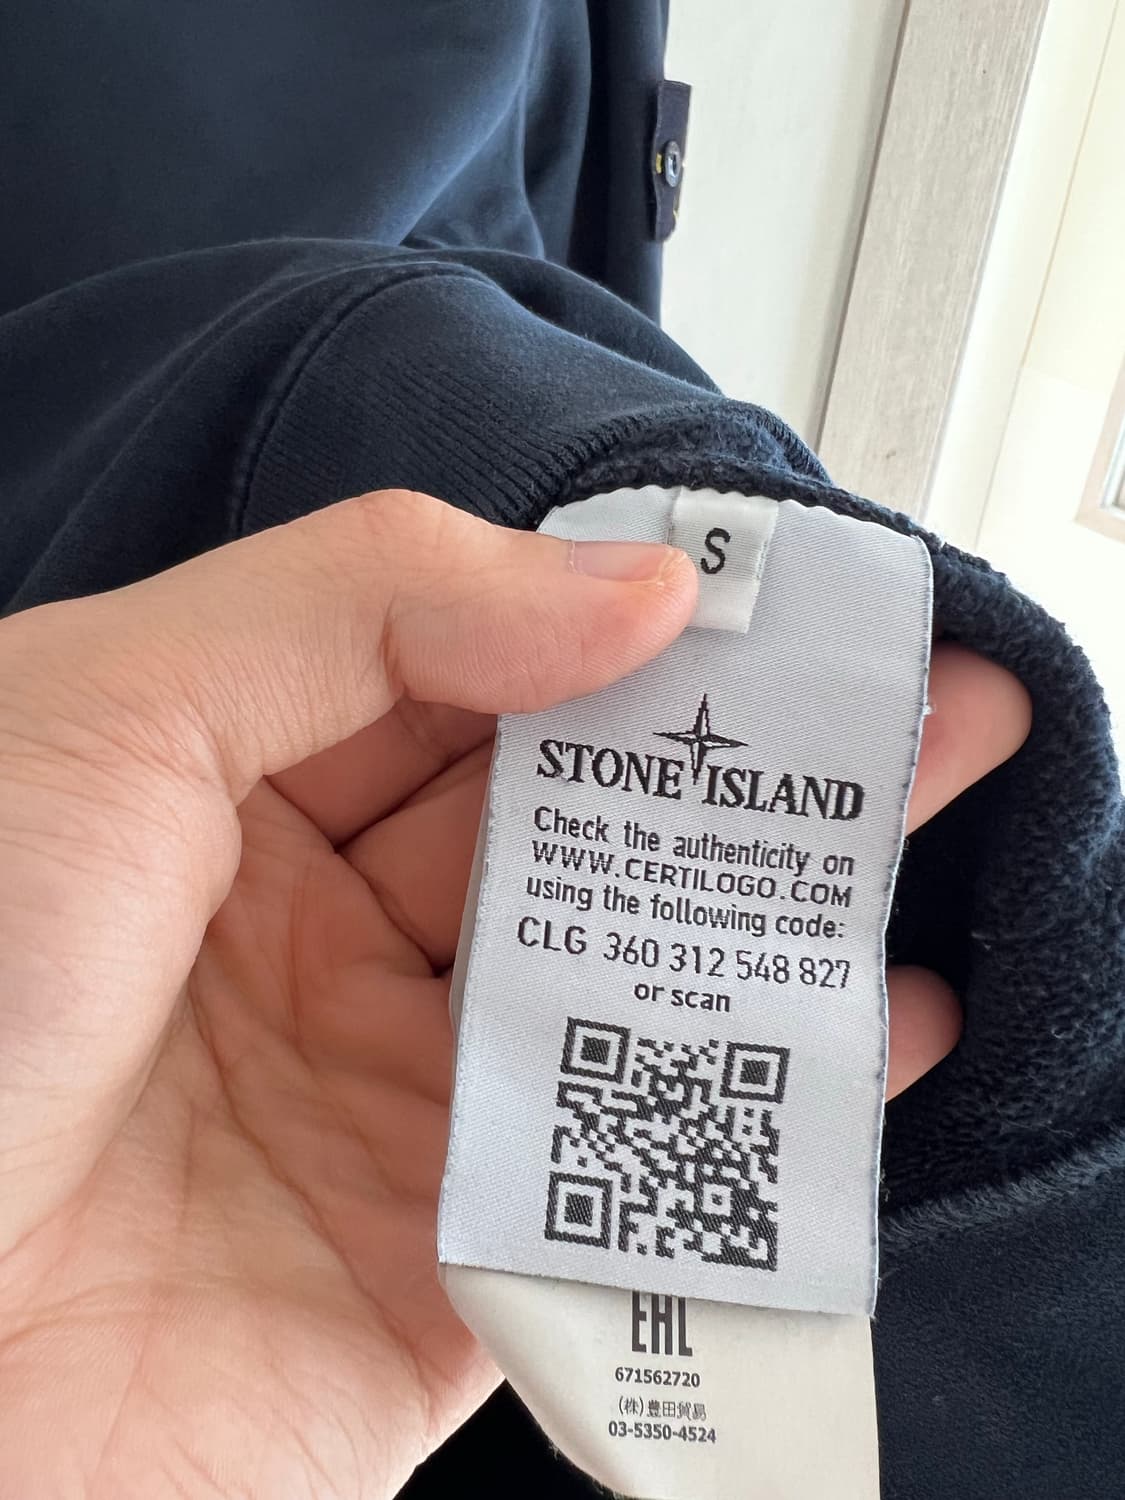 S
STONE ISLAND
Check the authenticity on
WWW.CERTILOGO.COM
using the following code:
CLG 360 312 548 827
or scan
EAC
671562720
(株)豊田貿易
03-5350-4524